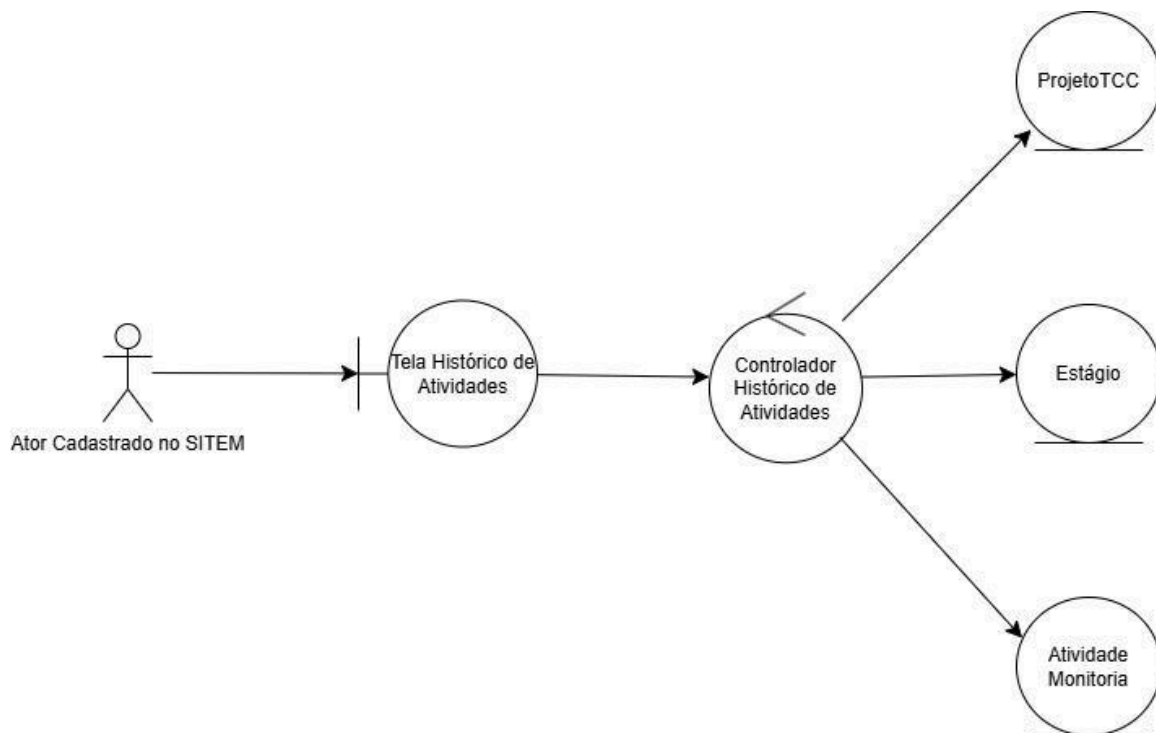 ProjetoTCC
Tela Histórico de
Atividades
Controlador
Histórico de
Atividades
Estágio
Ator Cadastrado no SITEM
Atividade
Monitoria